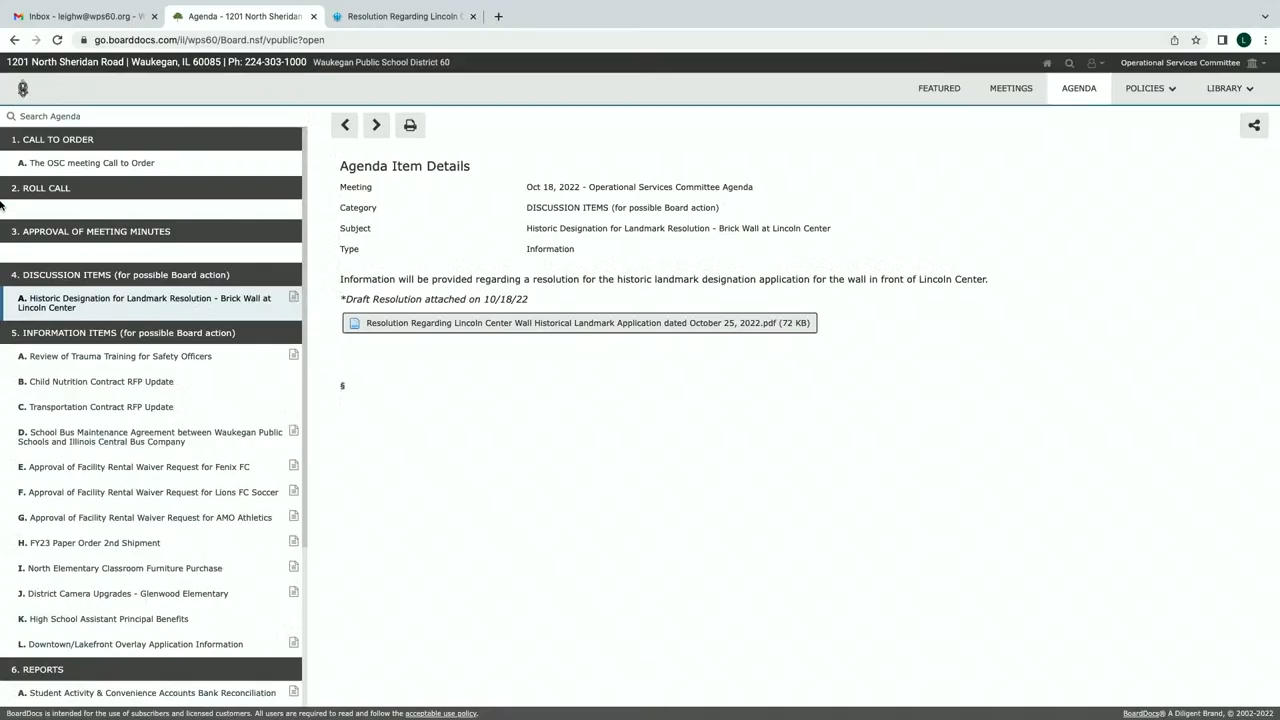 Inbox - leighw@wps60.org - W
Agenda - 1201 North Sheridan
Resolution Regarding Lincoln C
go.boarddocs.com/il/wps60/Board.nsf/vpublic?open
L
1201 North Sheridan Road | Waukegan, IL 60085 | Ph: 224-303-1000 Waukegan Public School District 60
Operational Services Committee
FEATURED MEETINGS AGENDA POLICIES LIBRARY
Search Agenda
1. CALL TO ORDER
A. The OSC meeting Call to Order
2. ROLL CALL
3. APPROVAL OF MEETING MINUTES
4. DISCUSSION ITEMS (for possible Board action)
A. Historic Designation for Landmark Resolution - Brick Wall at
Lincoln Center
5. INFORMATION ITEMS (for possible Board action)
A. Review of Trauma Training for Safety Officers
B. Child Nutrition Contract RFP Update
C. Transportation Contract RFP Update
D. School Bus Maintenance Agreement between Waukegan Public
Schools and Illinois Central Bus Company
E. Approval of Facility Rental Waiver Request for Fenix FC
F. Approval of Facility Rental Waiver Request for Lions FC Soccer
G. Approval of Facility Rental Waiver Request for AMO Athletics
H. FY23 Paper Order 2nd Shipment
I. North Elementary Classroom Furniture Purchase
J. District Camera Upgrades - Glenwood Elementary
K. High School Assistant Principal Benefits
L. Downtown/Lakefront Overlay Application Information
6. REPORTS
A. Student Activity & Convenience Accounts Bank Reconciliation
Agenda Item Details
Meeting Oct 18, 2022 - Operational Services Committee Agenda
Category DISCUSSION ITEMS (for possible Board action)
Subject Historic Designation for Landmark Resolution - Brick Wall at Lincoln Center
Type Information
Information will be provided regarding a resolution for the historic landmark designation application for the wall in front of Lincoln Center.
*Draft Resolution attached on 10/18/22
Resolution Regarding Lincoln Center Wall Historical Landmark Application dated October 25, 2022.pdf (72 KB)
§
BoardDocs is intended for the use of subscribers and licensed customers. All users are required to read and follow the acceptable use policy.
BoardDocs® A Diligent Brand, © 2002-2022